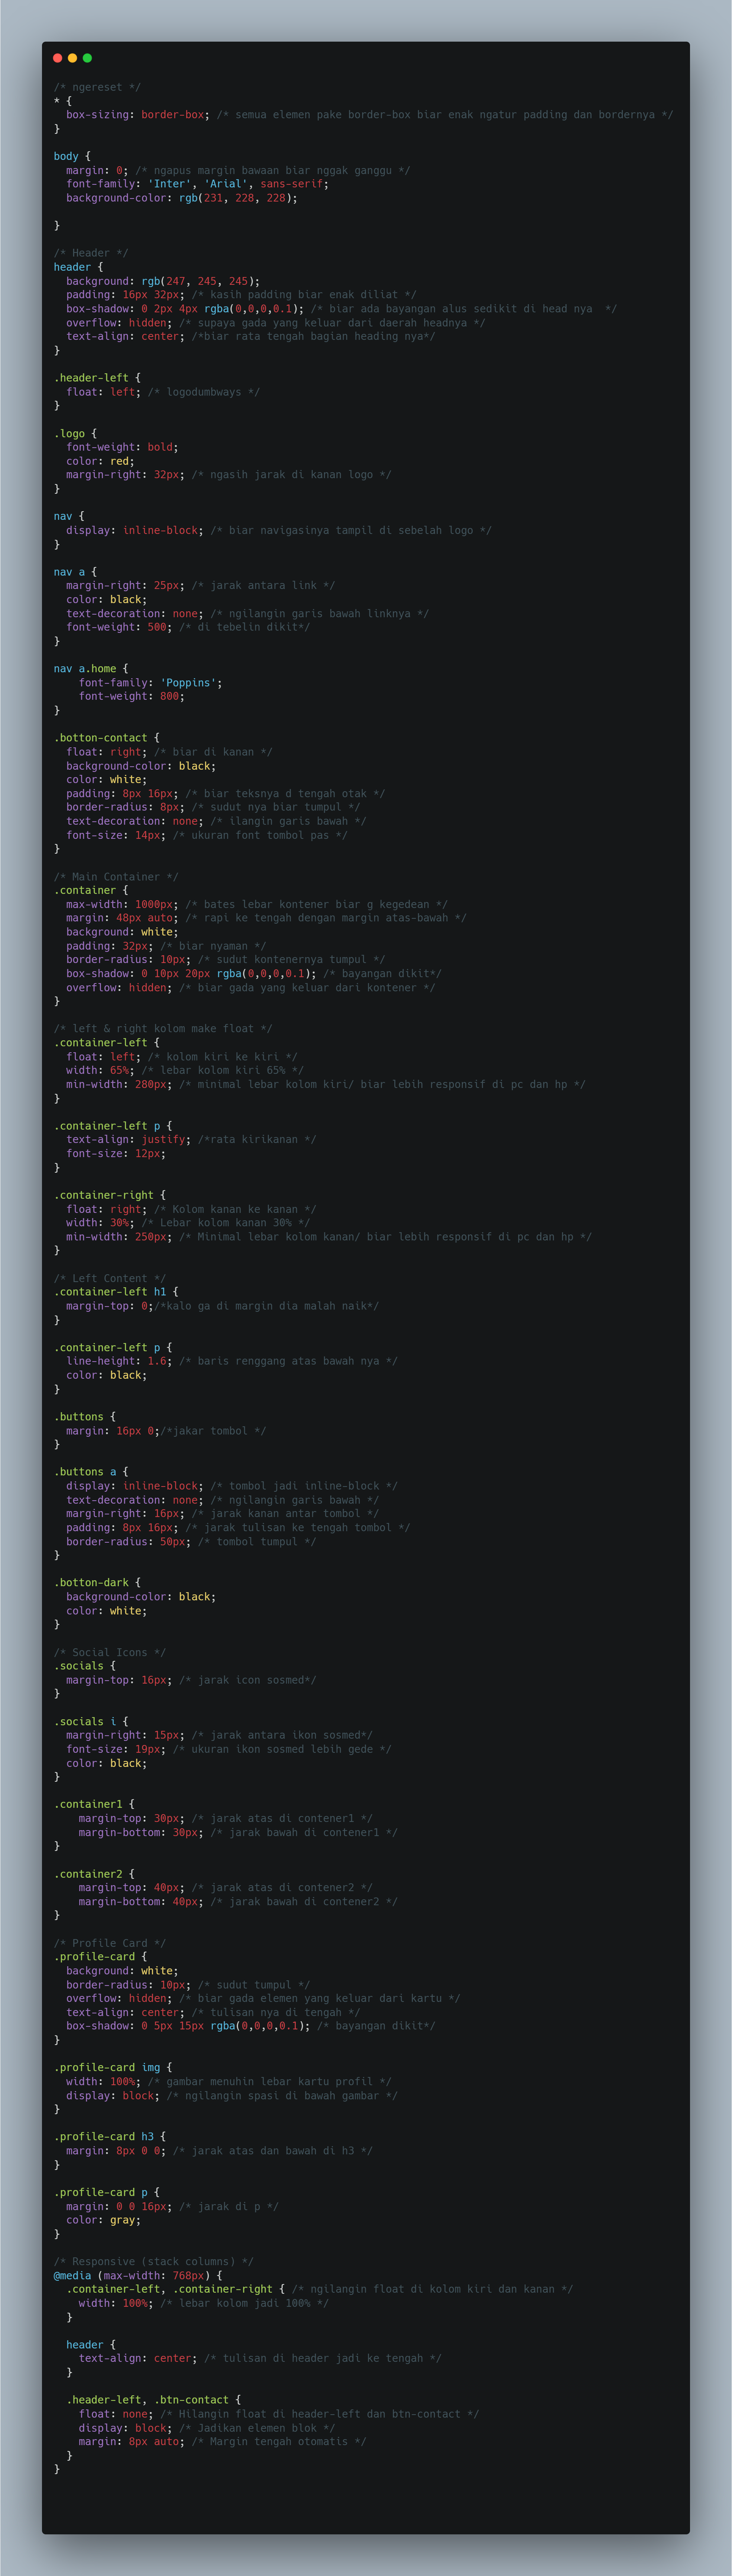 /* ngereset */
* {
  box-sizing: border-box; /* semua elemen pake border-box biar enak ngatur padding dan bordernya */
}

body {
  margin: 0; /* ngapus margin bawaan biar nggak ganggu */
  font-family: 'Inter', 'Arial', sans-serif;
  background-color: rgb(231, 228, 228);

}

/* Header */
header {
  background: rgb(247, 245, 245);
  padding: 16px 32px; /* kasih padding biar enak diliat */
  box-shadow: 0 2px 4px rgba(0,0,0,0.1); /* biar ada bayangan alus sedikit di head nya  */
  overflow: hidden; /* supaya gada yang keluar dari daerah headnya */
  text-align: center; /*biar rata tengah bagian heading nya*/
}

.header-left {
  float: left; /* logodumbways */
}

.logo {
  font-weight: bold;
  color: red;
  margin-right: 32px; /* ngasih jarak di kanan logo */
}

nav {
  display: inline-block; /* biar navigasinya tampil di sebelah logo */
}

nav a {
  margin-right: 25px; /* jarak antara link */
  color: black;
  text-decoration: none; /* ngilangin garis bawah linknya */
  font-weight: 500; /* di tebelin dikit*/
}

nav a.home {
    font-family: 'Poppins';
    font-weight: 800;
}

.botton-contact {
  float: right; /* biar di kanan */
  background-color: black;
  color: white;
  padding: 8px 16px; /* biar teksnya d tengah otak */
  border-radius: 8px; /* sudut nya biar tumpul */
  text-decoration: none; /* ilangin garis bawah */
  font-size: 14px; /* ukuran font tombol pas */
}

/* Main Container */
.container {
  max-width: 1000px; /* bates lebar kontener biar g kegedean */
  margin: 48px auto; /* rapi ke tengah dengan margin atas-bawah */
  background: white;
  padding: 32px; /* biar nyaman */
  border-radius: 10px; /* sudut kontenernya tumpul */
  box-shadow: 0 10px 20px rgba(0,0,0,0.1); /* bayangan dikit*/
  overflow: hidden; /* biar gada yang keluar dari kontener */
}

/* left & right kolom make float */
.container-left {
  float: left; /* kolom kiri ke kiri */
  width: 65%; /* lebar kolom kiri 65% */
  min-width: 280px; /* minimal lebar kolom kiri/ biar lebih responsif di pc dan hp */
}

.container-left p {
  text-align: justify; /*rata kirikanan */
  font-size: 12px;
}

.container-right {
  float: right; /* Kolom kanan ke kanan */
  width: 30%; /* Lebar kolom kanan 30% */
  min-width: 250px; /* Minimal lebar kolom kanan/ biar lebih responsif di pc dan hp */
}

/* Left Content */
.container-left h1 {
  margin-top: 0;/*kalo ga di margin dia malah naik*/
}

.container-left p {
  line-height: 1.6; /* baris renggang atas bawah nya */
  color: black;
}

.buttons {
  margin: 16px 0;/*jakar tombol */
}

.buttons a {
  display: inline-block; /* tombol jadi inline-block */
  text-decoration: none; /* ngilangin garis bawah */
  margin-right: 16px; /* jarak kanan antar tombol */
  padding: 8px 16px; /* jarak tulisan ke tengah tombol */
  border-radius: 50px; /* tombol tumpul */
}

.botton-dark {
  background-color: black;
  color: white;
}

/* Social Icons */
.socials {
  margin-top: 16px; /* jarak icon sosmed*/
}

.socials i {
  margin-right: 15px; /* jarak antara ikon sosmed*/
  font-size: 19px; /* ukuran ikon sosmed lebih gede */
  color: black;
}

.container1 {
    margin-top: 30px; /* jarak atas di contener1 */
    margin-bottom: 30px; /* jarak bawah di contener1 */
}

.container2 {
    margin-top: 40px; /* jarak atas di contener2 */
    margin-bottom: 40px; /* jarak bawah di contener2 */
}

/* Profile Card */
.profile-card {
  background: white;
  border-radius: 10px; /* sudut tumpul */
  overflow: hidden; /* biar gada elemen yang keluar dari kartu */
  text-align: center; /* tulisan nya di tengah */
  box-shadow: 0 5px 15px rgba(0,0,0,0.1); /* bayangan dikit*/
}

.profile-card img {
  width: 100%; /* gambar menuhin lebar kartu profil */
  display: block; /* ngilangin spasi di bawah gambar */
}

.profile-card h3 {
  margin: 8px 0 0; /* jarak atas dan bawah di h3 */
}

.profile-card p {
  margin: 0 0 16px; /* jarak di p */
  color: gray;
}

/* Responsive (stack columns) */
@media (max-width: 768px) {
  .container-left, .container-right { /* ngilangin float di kolom kiri dan kanan */
    width: 100%; /* lebar kolom jadi 100% */
  }

  header {
    text-align: center; /* tulisan di header jadi ke tengah */
  }

  .header-left, .btn-contact {
    float: none; /* Hilangin float di header-left dan btn-contact */
    display: block; /* Jadikan elemen blok */
    margin: 8px auto; /* Margin tengah otomatis */
  }
}